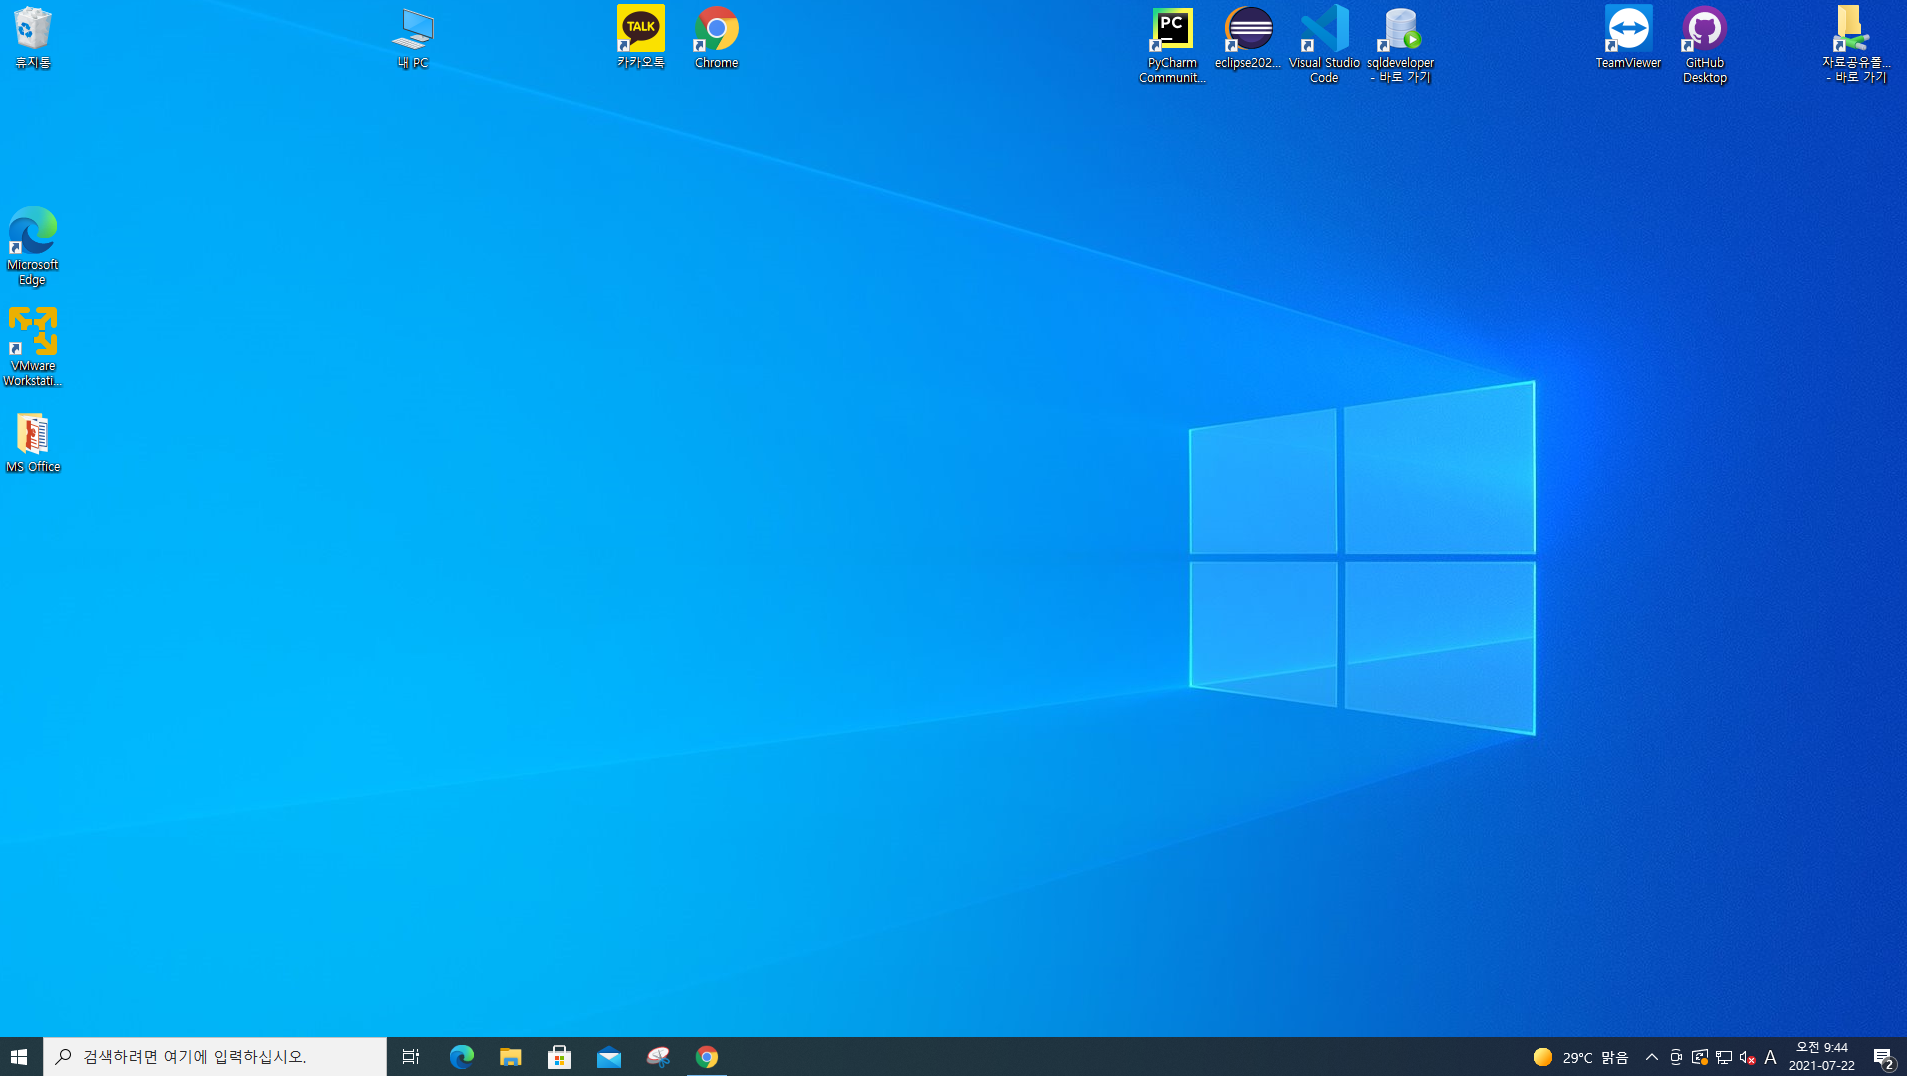 휴지통
내 PC
TALK
카카오톡
Chrome
PC
PyCharm
Communit...
eclipse202...
Visual Studio
Code
sqldeveloper
- 바로 가기
TeamViewer
GitHub
Desktop
자료공유폴...
- 바로 가기
Microsoft
Edge
VMware
Workstati...
MS Office
검색하려면 여기에 입력하십시오.
29°C 맑음
A
오전 9:44
2021-07-22
2